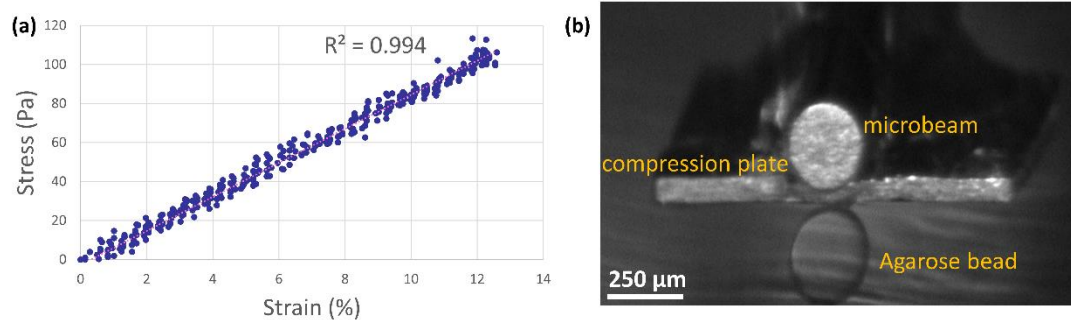 (a)
R² = 0.994
Stress (Pa)
120
100
80
60
40
20
0
0 2 4 6 8 10 12 14
Strain (%)
(b)
microbeam
compression plate
Agarose bead
250 μm